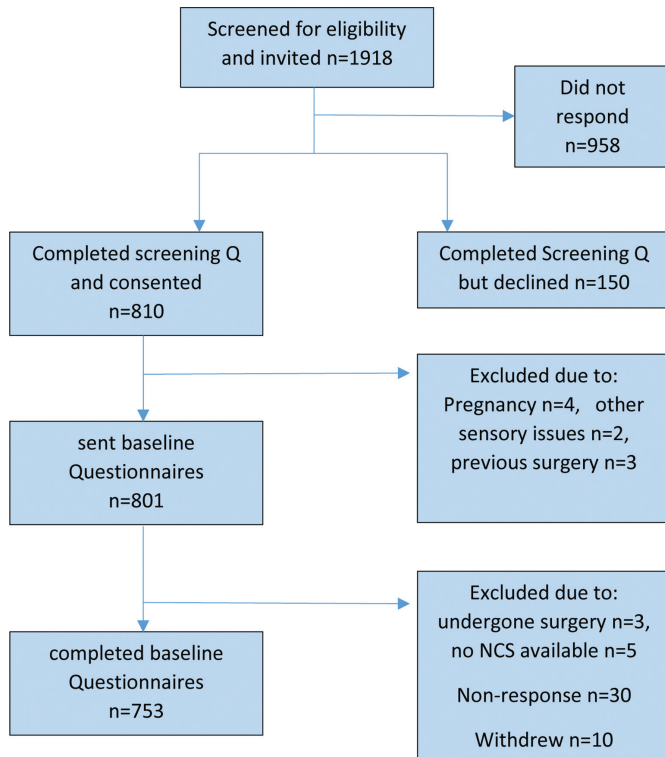 Screened for eligibility
and invited n=1918
Did not
respond
n=958
Completed screening Q
and consented
n=810
Completed Screening Q
but declined n=150
Excluded due to:
Pregnancy n=4, other
sensory issues n=2,
previous surgery n=3
sent baseline
Questionnaires
n=801
Excluded due to:
undergone surgery n=3,
no NCS available n=5
Non-response n=30
Withdrew n=10
completed baseline
Questionnaires
n=753